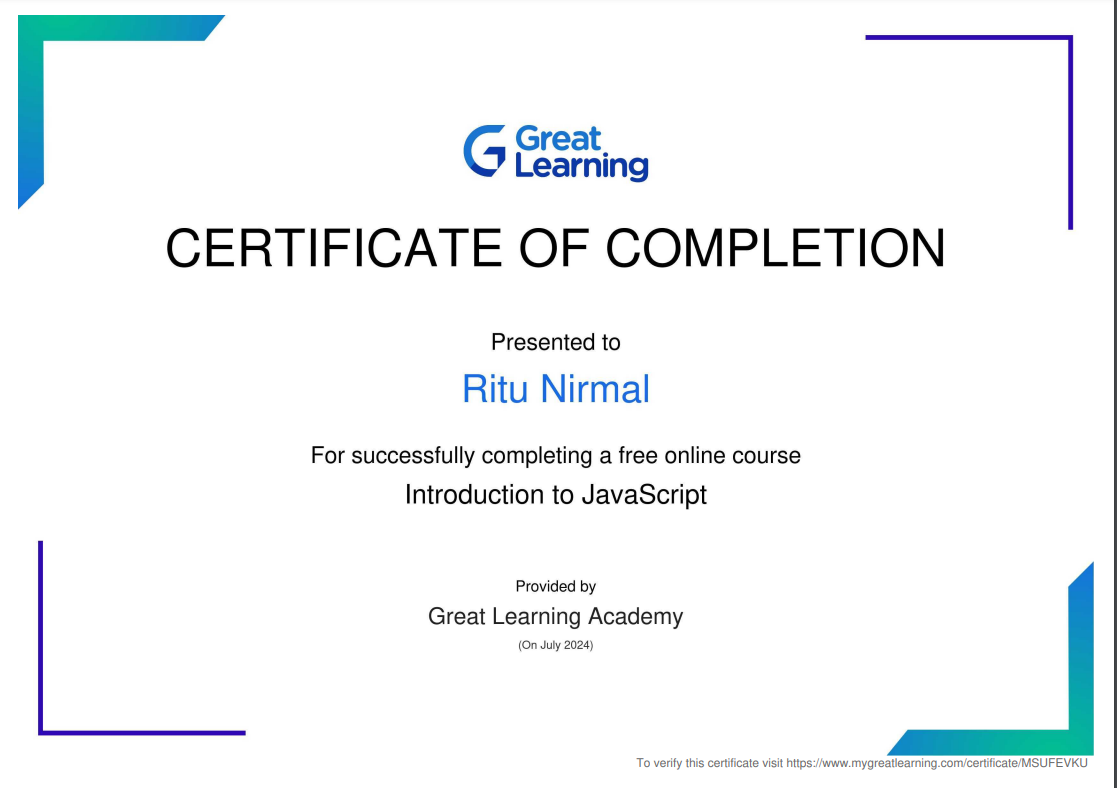 Great
Learning
CERTIFICATE OF COMPLETION
Presented to
Ritu Nirmal
For successfully completing a free online course
Introduction to JavaScript
Provided by
Great Learning Academy
(On July 2024)
To verify this certificate visit https://www.mygreatlearning.com/certificate/MSUFEVKU